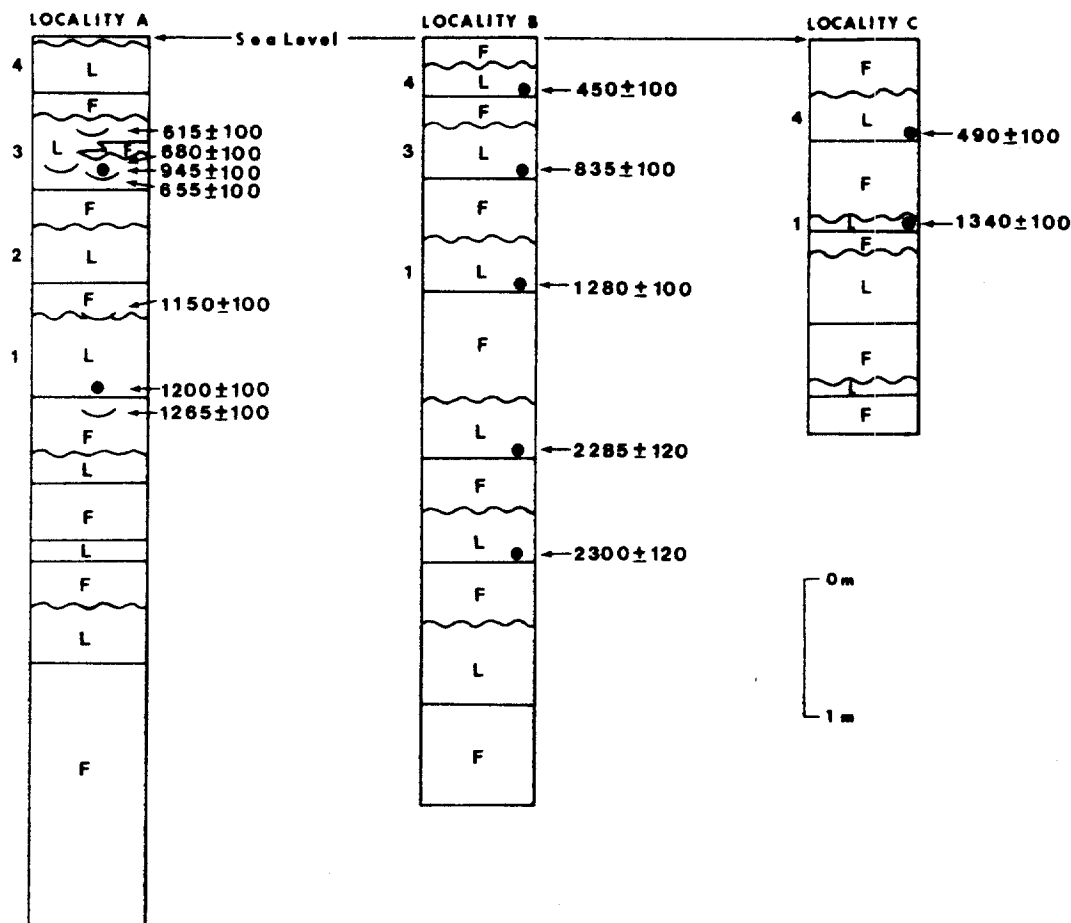 LOCALITY A
LOCALITY B
LOCALITY C
Sea Level
4
L
F
615±100
3
L
F
680±100
945±100
655±100
F
2
L
F
1150±100
1
L
1200±100
1265±100
F
L
F
L
F
L
F
F
4
L
450±100
F
3
L
835±100
F
1
L
1280±100
F
L
2285±120
F
L
2300±120
F
L
F
F
4
L
490±100
F
1
L
1340±100
F
L
F
L
F
0m
1m